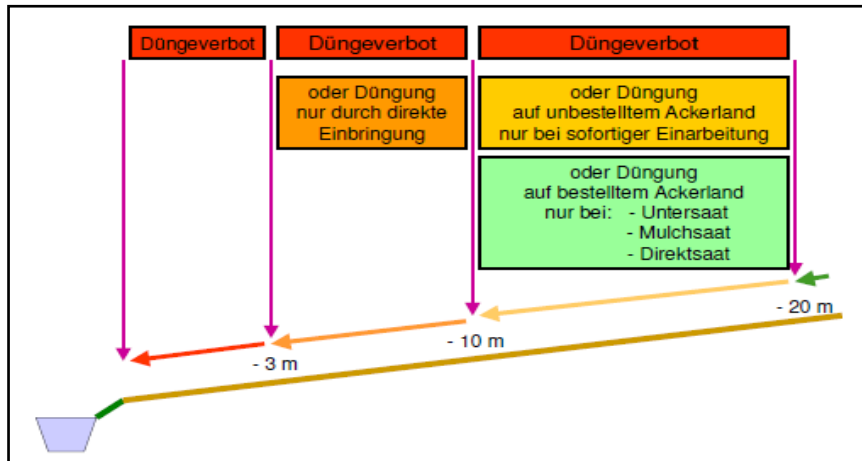 Düngeverbot
Düngeverbot
Düngeverbot
oder Düngung
nur durch direkte
Einbringung
oder Düngung
auf unbestelltem Ackerland
nur bei sofortiger Einarbeitung
oder Düngung
auf bestelltem Ackerland
nur bei: - Untersaat
- Mulchsaat
- Direktsaat
- 3 m
- 10 m
- 20 m